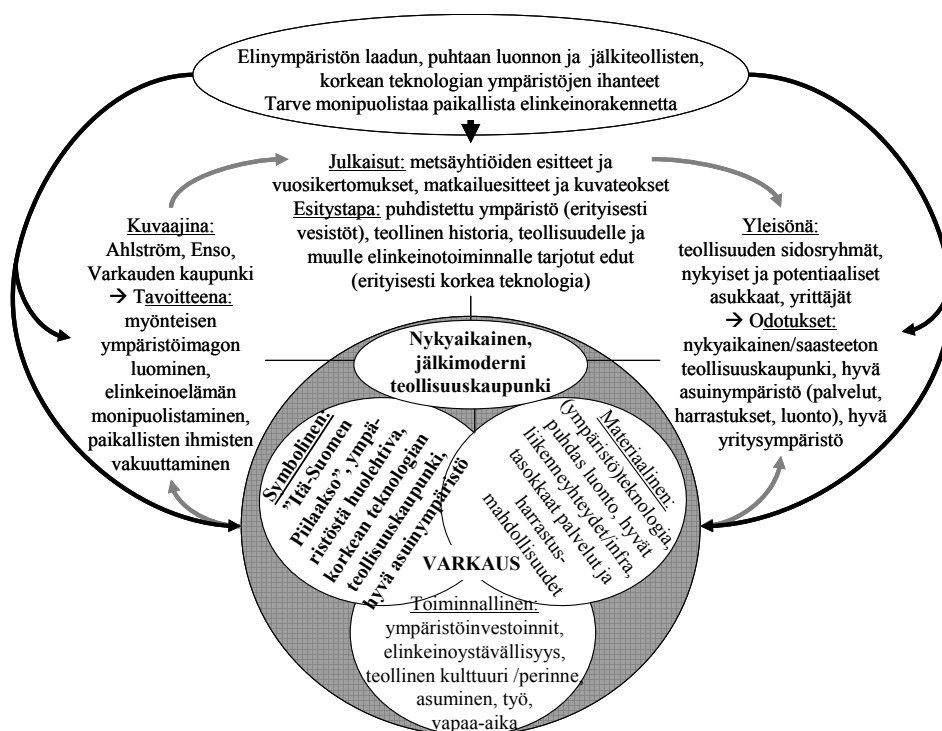 Elinympäristön laadun, puhtaan luonnon ja jälkiteollisten,
korkean teknologian ympäristöjen ihanteet
Tarve monipuolistaa paikallista elinkeinorakennetta
Julkaisut: metsäyhtiöiden esitteet ja
vuosikertomukset, matkailuesitteet ja kuvateokset
Esitystapa: puhdistettu ympäristö (erityisesti
vesistöt), teollinen historia, teollisuudelle ja
muulle elinkeinotoiminnalle tarjotut edut
(erityisesti korkea teknologia)
Kuvaajina:
Ahlström, Enso,
Varkauden kaupunki
→ Tavoitteena:
myönteisen
ympäristöimagon
luominen,
elinkeinoelämän
monipuolistaminen,
paikallisten ihmisten
vakuuttaminen
Yleisönä:
teollisuuden sidosryhmät,
nykyiset ja potentiaaliset
asukkaat, yrittäjät
→ Odotukset:
nykyaikainen/saasteeton
teollisuuskaupunki, hyvä
asuinympäristö (palvelut,
harrastukset, luonto), hyvä
yritysympäristö
Nykyaikainen,
jälkimoderni
teollisuuskaupunki
Symbolinen:
"Itä-Suomen
Piilaakso", ympä-
ristöstä huolehtiva,
korkean teknologian
teollisuuskaupunki,
hyvä asuinympäristö
Materiaalinen:
(ympäristö)teknologia,
puhdas luonto, hyvät
liikenneyhteydet/infra,
tasokkaat palvelut ja
harrastus-
mahdollisuudet
VARKAUS
Toiminnallinen:
ympäristöinvestoinnit,
elinkeinoystävällisyys,
teollinen kulttuuri /perinne,
asuminen, työ,
vapaa-aika